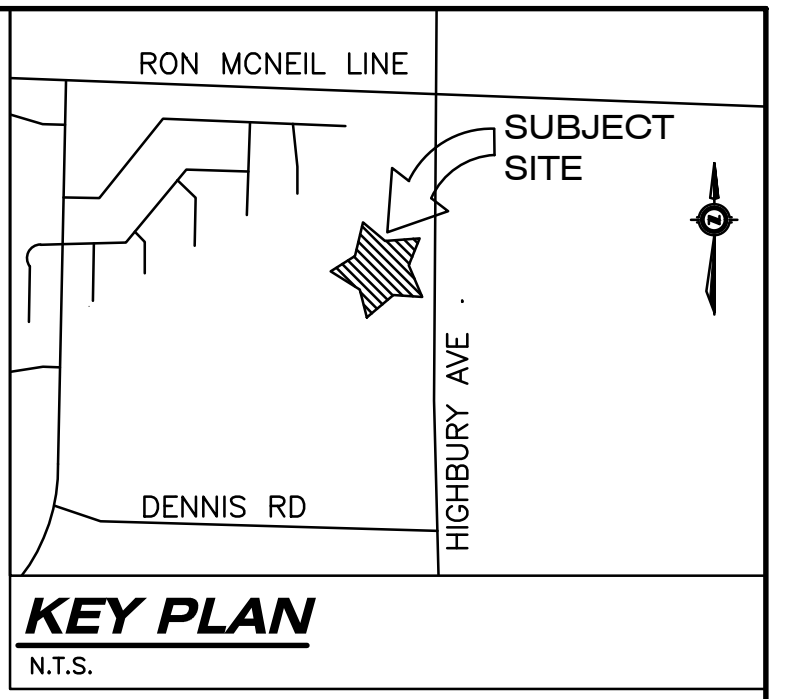 RON MCNEIL LINE
SUBJECT
SITE
Z
HIGHBURY AVE .
DENNIS RD
KEY PLAN
N.T.S.